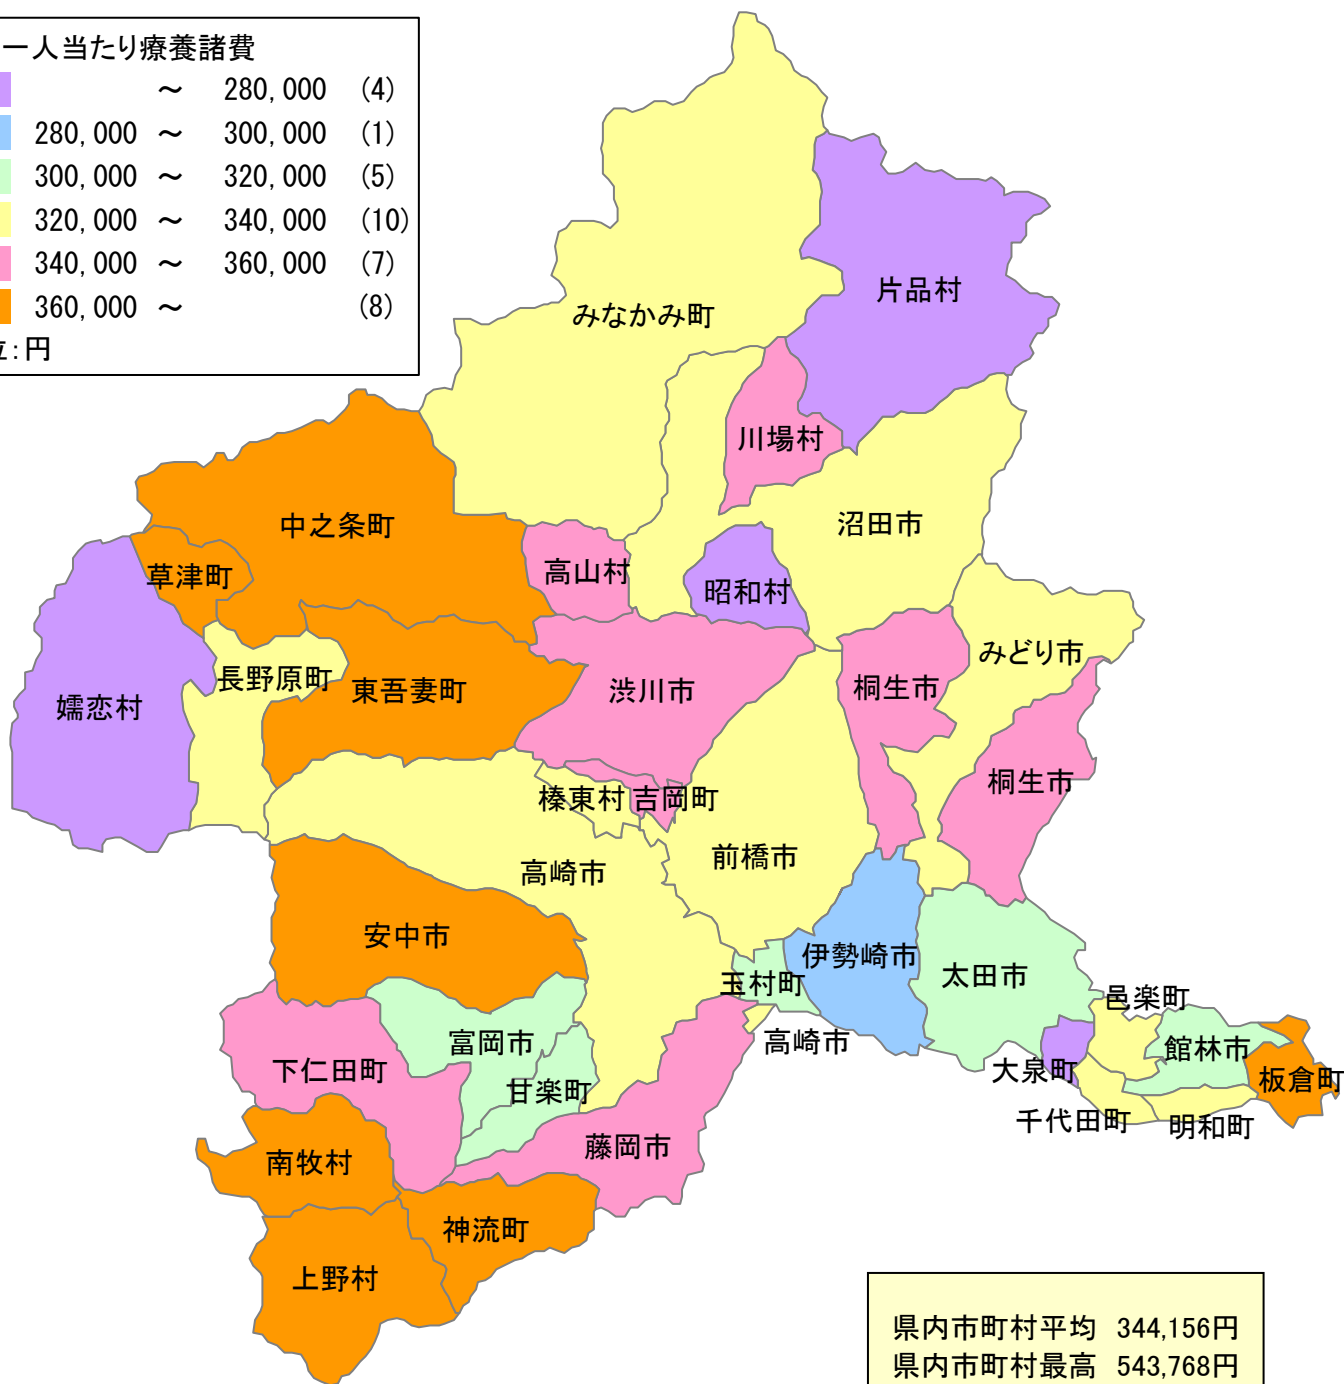 一人当たり療養諸費
～ 280,000 (4)
280,000 ～ 300,000 (1)
300,000 ～ 320,000 (5)
320,000 ～ 340,000 (10)
340,000 ～ 360,000 (7)
360,000 ～ (8)
:円
みなかみ町
片品村
川場村
沼田市
中之条町
草津町
高山村
昭和村
みどり市
長野原町
東吾妻町
渋川市
桐生市
嬬恋村
桐生市
榛東村
吉岡町
前橋市
高崎市
安中市
伊勢崎市
太田市
玉村町
邑楽町
富岡市
高崎市
館林市
下仁田町
大泉町
板倉町
甘楽町
千代田町
明和町
藤岡市
南牧村
神流町
上野村
県内市町村平均 344,156円
県内市町村最高 543,768円